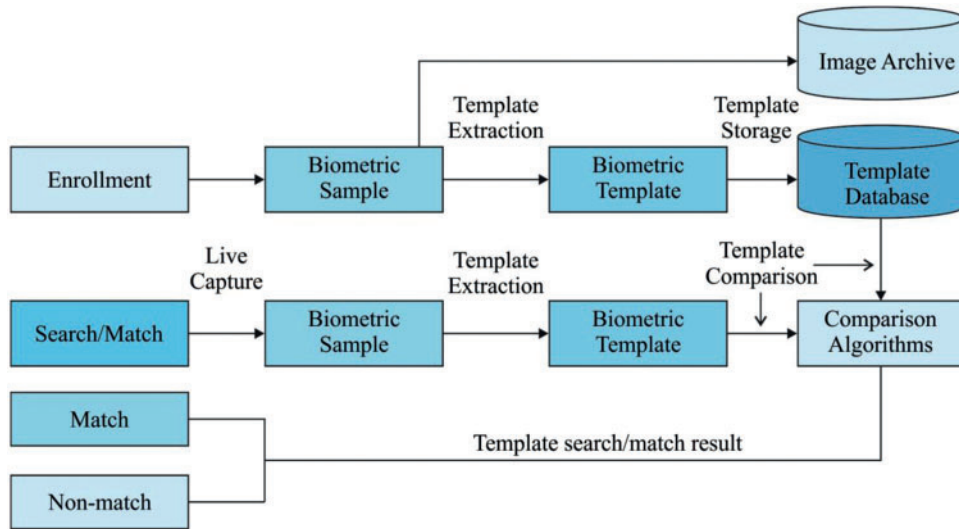 Image Archive
Template
Extraction
Template
Storage
Enrollment
Biometric
Sample
Biometric
Template
Template
Database
Live
Capture
Template
Extraction
Template
Comparison
Search/Match
Biometric
Sample
Biometric
Template
Comparison
Algorithms
Match
Template search/match result
Non-match